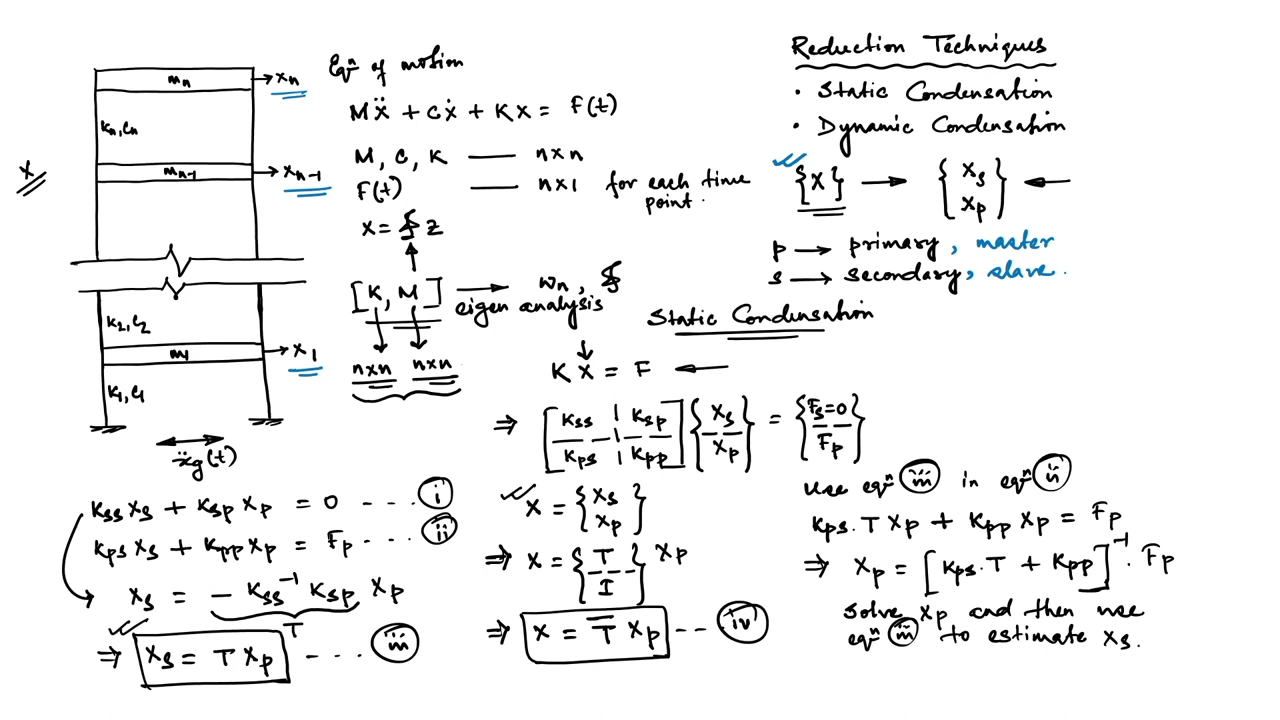 mₙ
→ xₙ
kₙ, cₙ
mₙ₋₁
→ xₙ₋₁
x
k₂, c₂
m₁
→ x₁
k₁, c₁
ẍg(t)
Eqⁿ of motion
MẌ + CẊ + KX = F(t)
M, C, K — n×n
F(t) — n×1 for each time
point.
X = Φ Z
[K, M] → ωₙ, Φ
eigen analysis
n×n n×n
Reduction Techniques
• Static Condensation
• Dynamic Condensation
{X} → {xₛ
xₚ} ←
p → primary, master
s → secondary, slave.
Static Condensation
K X = F ←
⇒ [Kss | Ksp] {Xs} = {Fs=0}
[Kps | Kpp] {Xp} {Fp}
Kss Xs + Ksp Xp = 0 ---- (i)
Kps Xs + Kpp Xp = Fp ---- (ii)
Xs = - Kss⁻¹ Ksp Xp
T
⇒ Xs = T Xp ---- (iii)
X = {Xs
Xp}
⇒ X = {T
I} Xp
⇒ X = T̄ Xp -- (iv)
Use eqⁿ (iii) in eqⁿ (ii)
Kps. T Xp + Kpp Xp = Fp
⇒ Xp = [Kps. T + Kpp]⁻¹ . Fp
Solve Xp and then use
eqⁿ (iii) to estimate Xs.